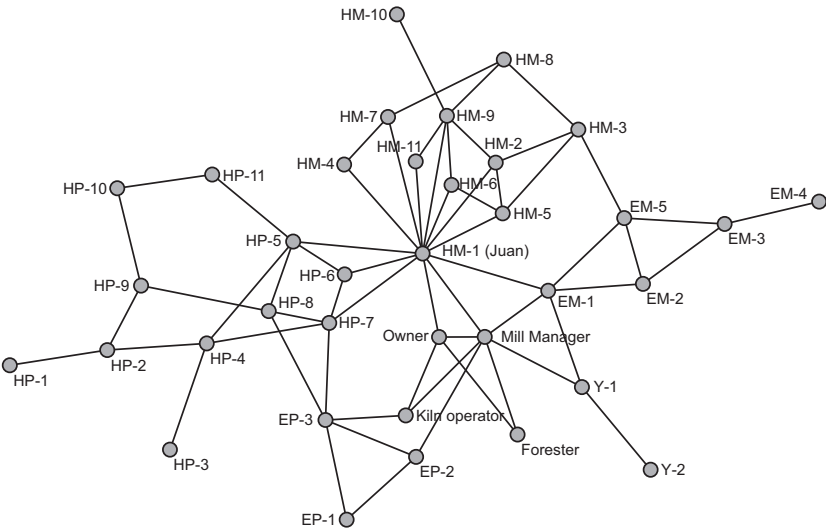 HM-10
HM-8
HM-7
HM-9
HM-3
HM-11
HM-2
HM-4
HP-11
HM-6
HP-10
EM-4
EM-5
HM-5
EM-3
HP-5
HM-1 (Juan)
HP-6
HP-9
EM-1
EM-2
HP-8
HP-7
Owner
Mill Manager
HP-4
HP-2
HP-1
Y-1
Kiln operator
EP-3
Forester
HP-3
EP-2
Y-2
EP-1